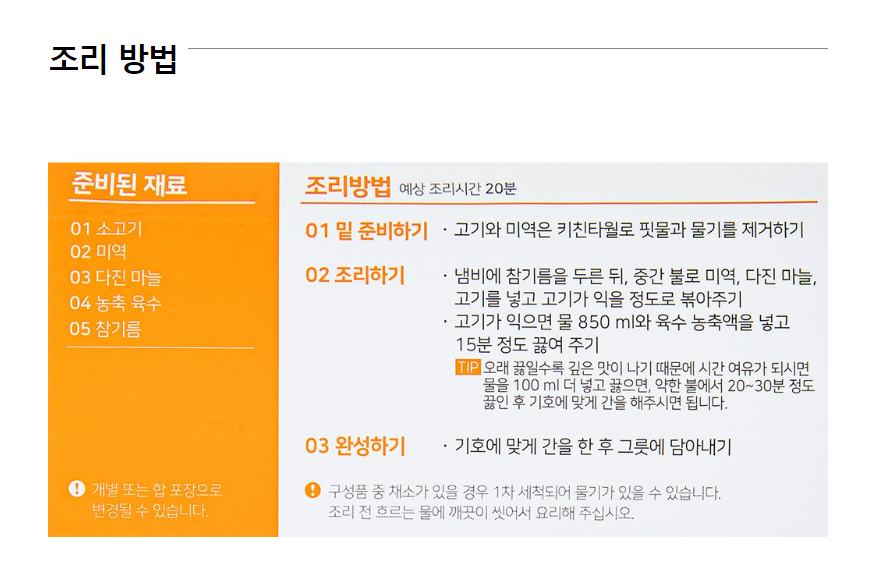 조리 방법
준비된 재료
01 소고기
02 미역
03 다진 마늘
04 농축 육수
05 참기름
개별 또는 합 포장으로
변경될 수 있습니다.
조리방법 예상 조리시간 20분
01 밑 준비하기 · 고기와 미역은 키친타월로 핏물과 물기를 제거하기
02 조리하기 · 냄비에 참기름을 두른 뒤, 중간 불로 미역, 다진 마늘,
고기를 넣고 고기가 익을 정도로 볶아주기
· 고기가 익으면 물 850 ml와 육수 농축액을 넣고
15분 정도 끓여 주기
TIP 오래 끓일수록 깊은 맛이 나기 때문에 시간 여유가 되시면
물을 100 ml 더 넣고 끓으면, 약한 불에서 20~30분 정도
끓인 후 기호에 맞게 간을 해주시면 됩니다.
03 완성하기 · 기호에 맞게 간을 한 후 그릇에 담아내기
구성품 중 채소가 있을 경우 1차 세척되어 물기가 있을 수 있습니다.
조리 전 흐르는 물에 깨끗이 씻어서 요리해 주십시오.